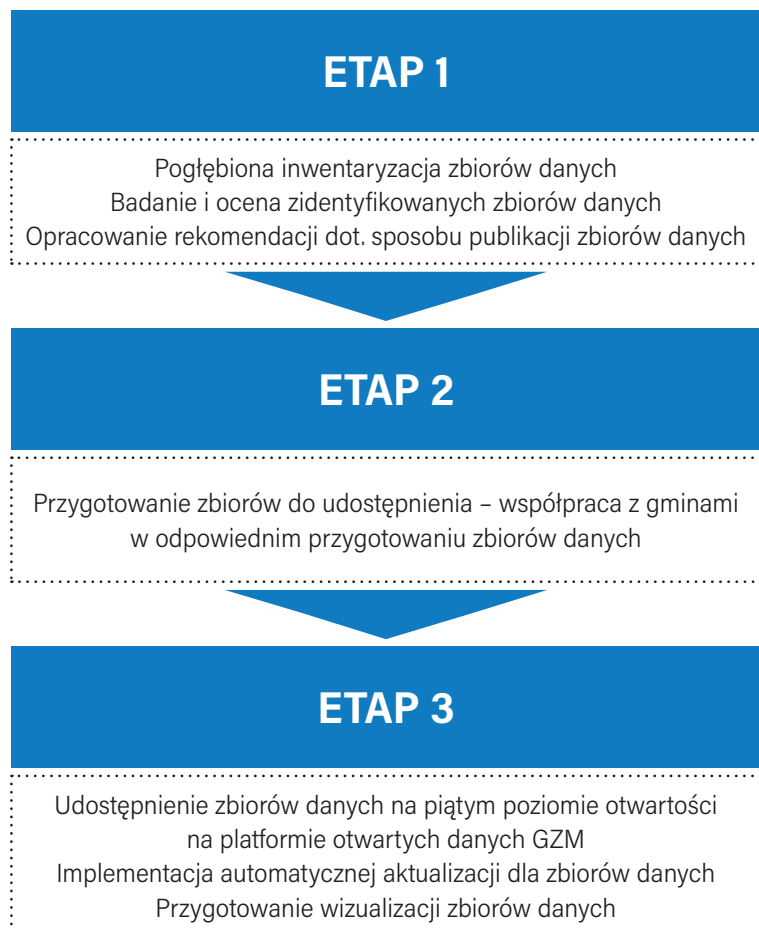 ETAP 1
Pogłębiona inwentaryzacja zbiorów danych
Badanie i ocena zidentyfikowanych zbiorów danych
Opracowanie rekomendacji dot. sposobu publikacji zbiorów danych
ETAP 2
Przygotowanie zbiorów do udostępnienia – współpraca z gminami
w odpowiednim przygotowaniu zbiorów danych
ETAP 3
Udostępnienie zbiorów danych na piątym poziomie otwartości
na platformie otwartych danych GZM
Implementacja automatycznej aktualizacji dla zbiorów danych
Przygotowanie wizualizacji zbiorów danych